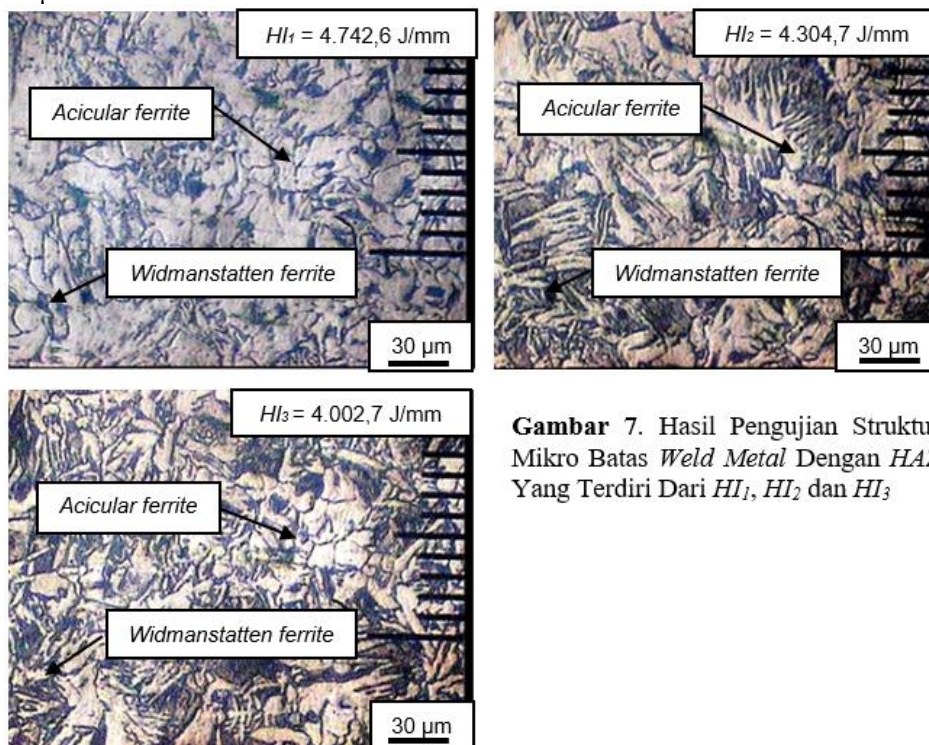 HI1 = 4.742,6 J/mm
Acicular ferrite
Widmanstatten ferrite
30 µm
HI2 = 4.304,7 J/mm
Acicular ferrite
Widmanstatten ferrite
30 µm
HI3 = 4.002,7 J/mm
Acicular ferrite
Widmanstatten ferrite
30 µm
Gambar 7. Hasil Pengujian Struktu
Mikro Batas Weld Metal Dengan HA
Yang Terdiri Dari HI1, HI2 dan HI3